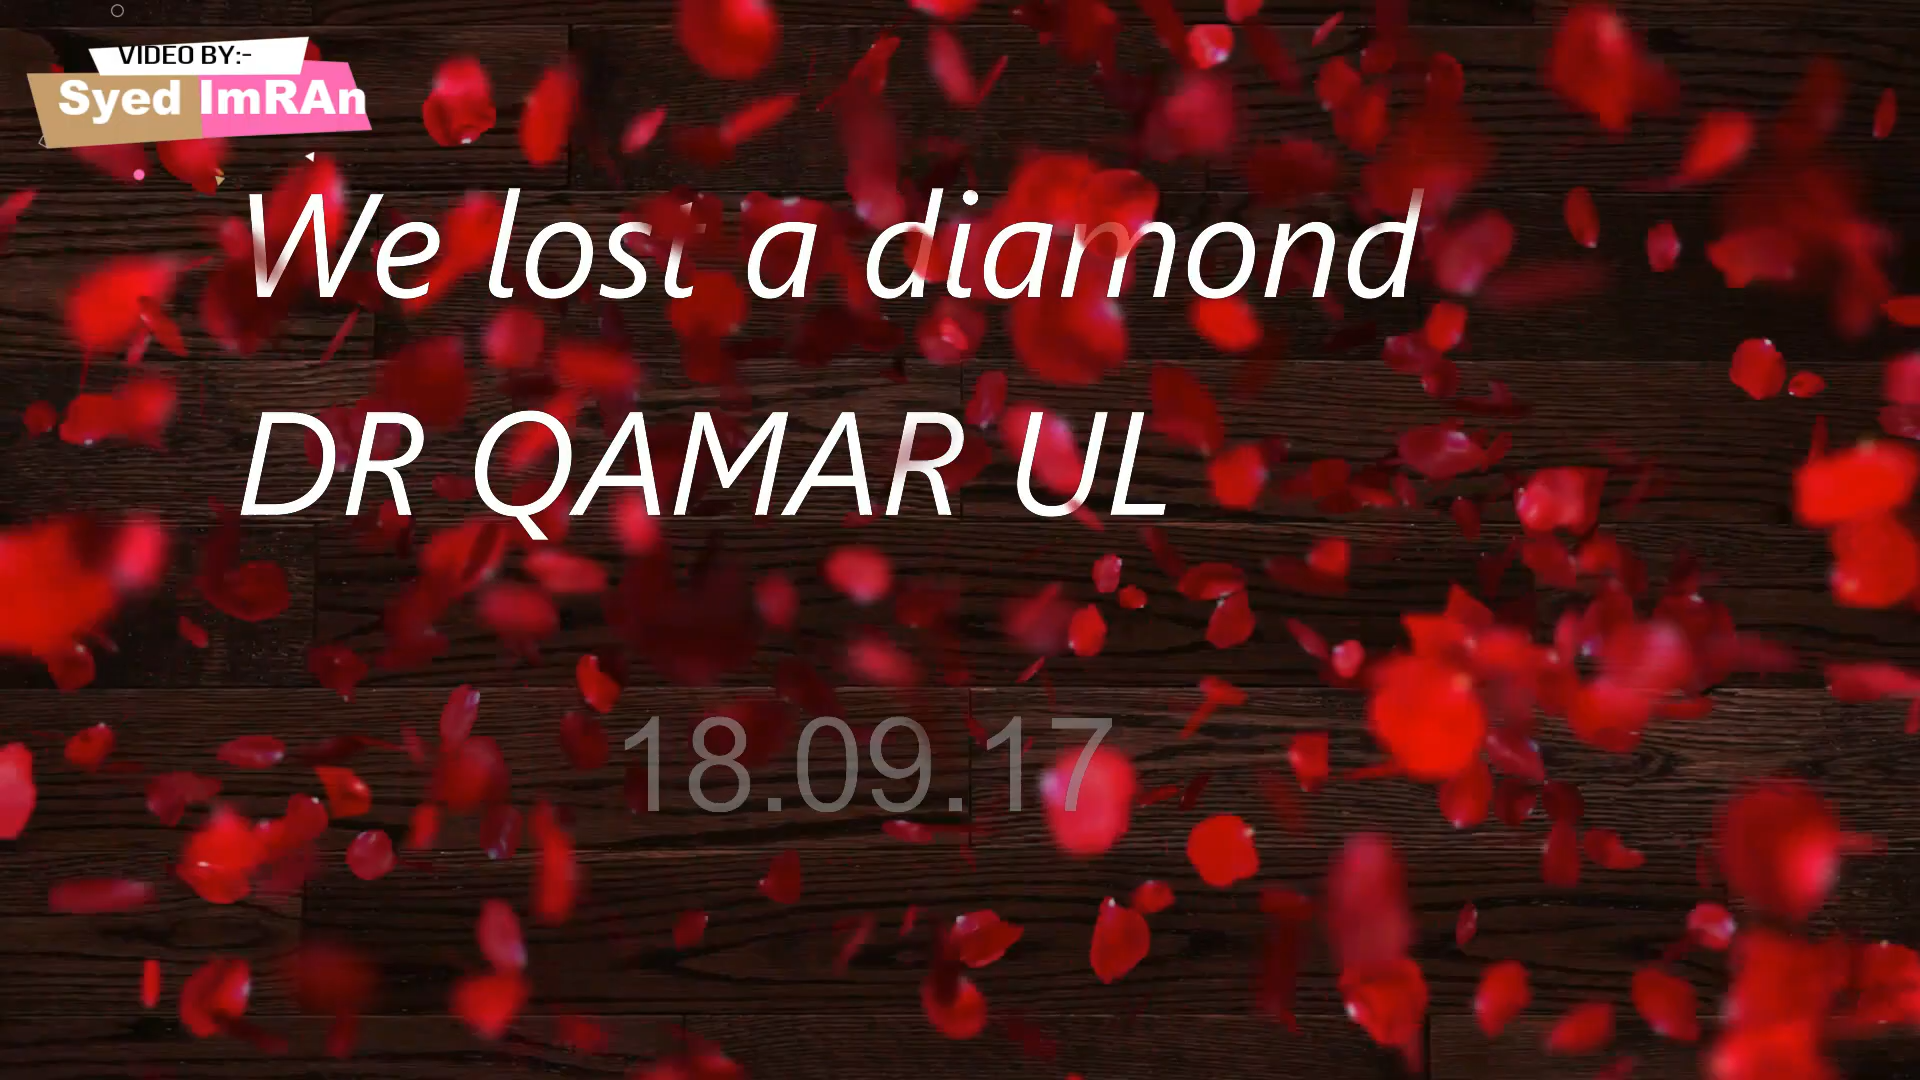 VIDEO BY:-
Syed ImRAn
We lost a diamond
DR QAMAR UL
18.09.17